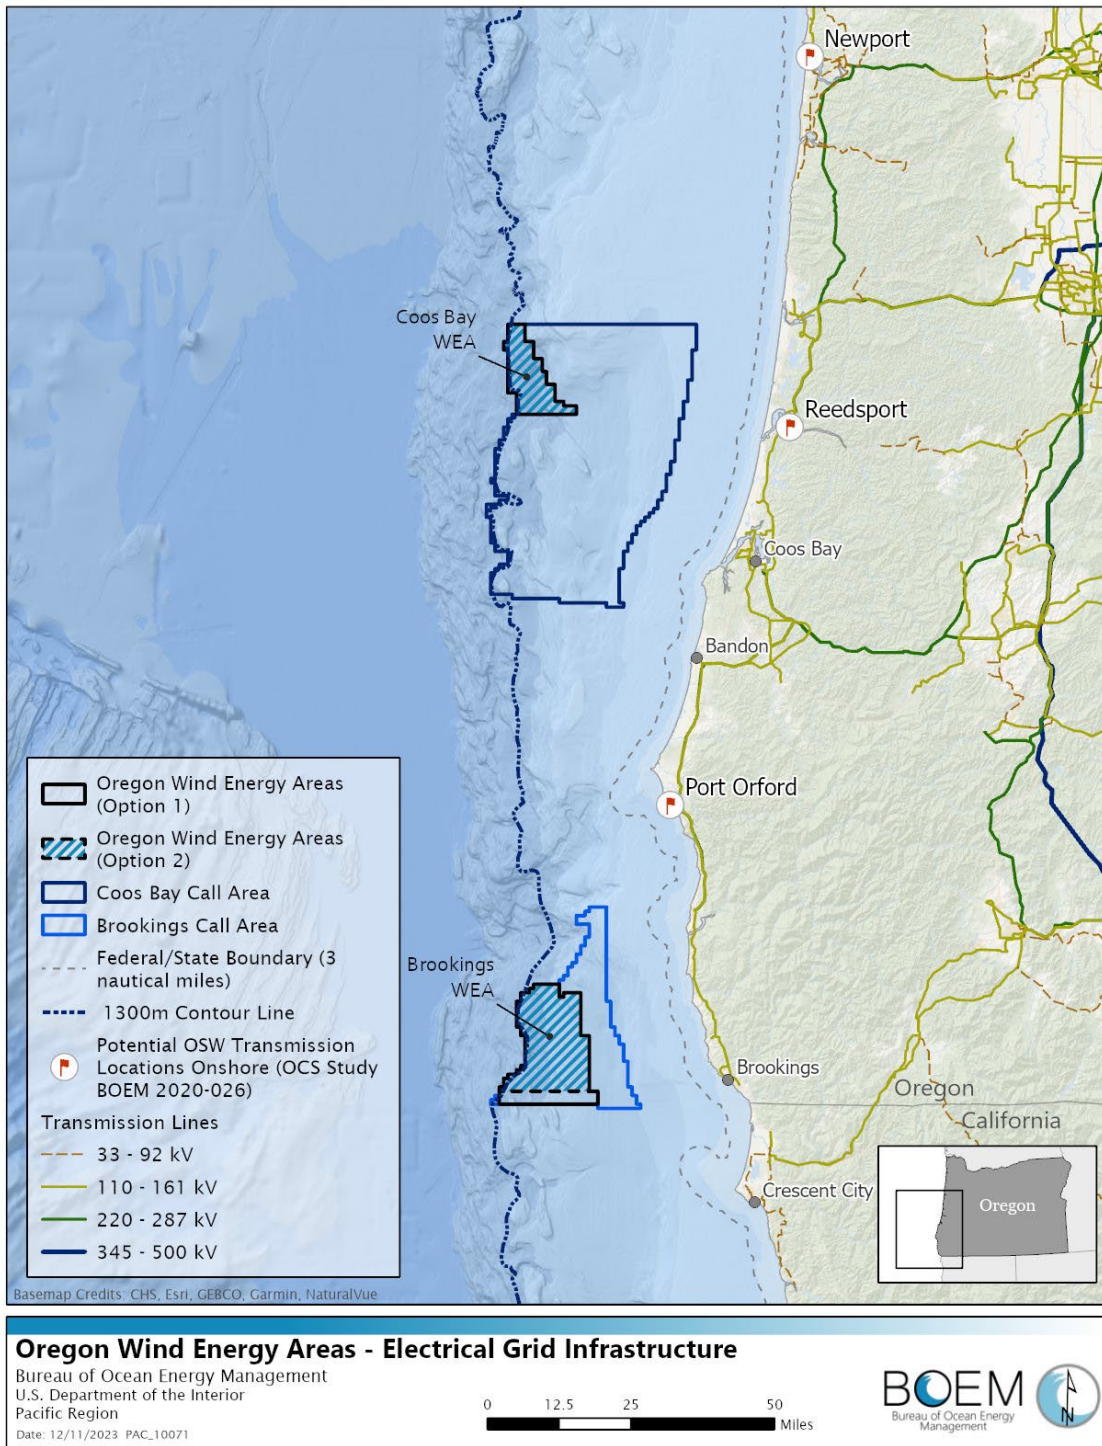 Newport
Coos Bay
WEA
Reedsport
Coos Bay
Bandon
Port Orford
Oregon Wind Energy Areas
(Option 1)
Oregon Wind Energy Areas
(Option 2)
Coos Bay Call Area
Brookings Call Area
Federal/State Boundary (3
nautical miles)
1300m Contour Line
Potential OSW Transmission
Locations Onshore (OCS Study
BOEM 2020-026)
Transmission Lines
33 - 92 kV
110 - 161 kV
220 - 287 kV
345 - 500 kV
Brookings
WEA
Brookings
Oregon
California
Crescent City
Oregon
Basemap Credits: CHS, Esri, GEBCO, Garmin, NaturalVue
Oregon Wind Energy Areas - Electrical Grid Infrastructure
Bureau of Ocean Energy Management
U.S. Department of the Interior
Pacific Region
Date: 12/11/2023 PAC_10071
0 12.5 25 50
Miles
BOEM
Bureau of Ocean Energy
Management
N